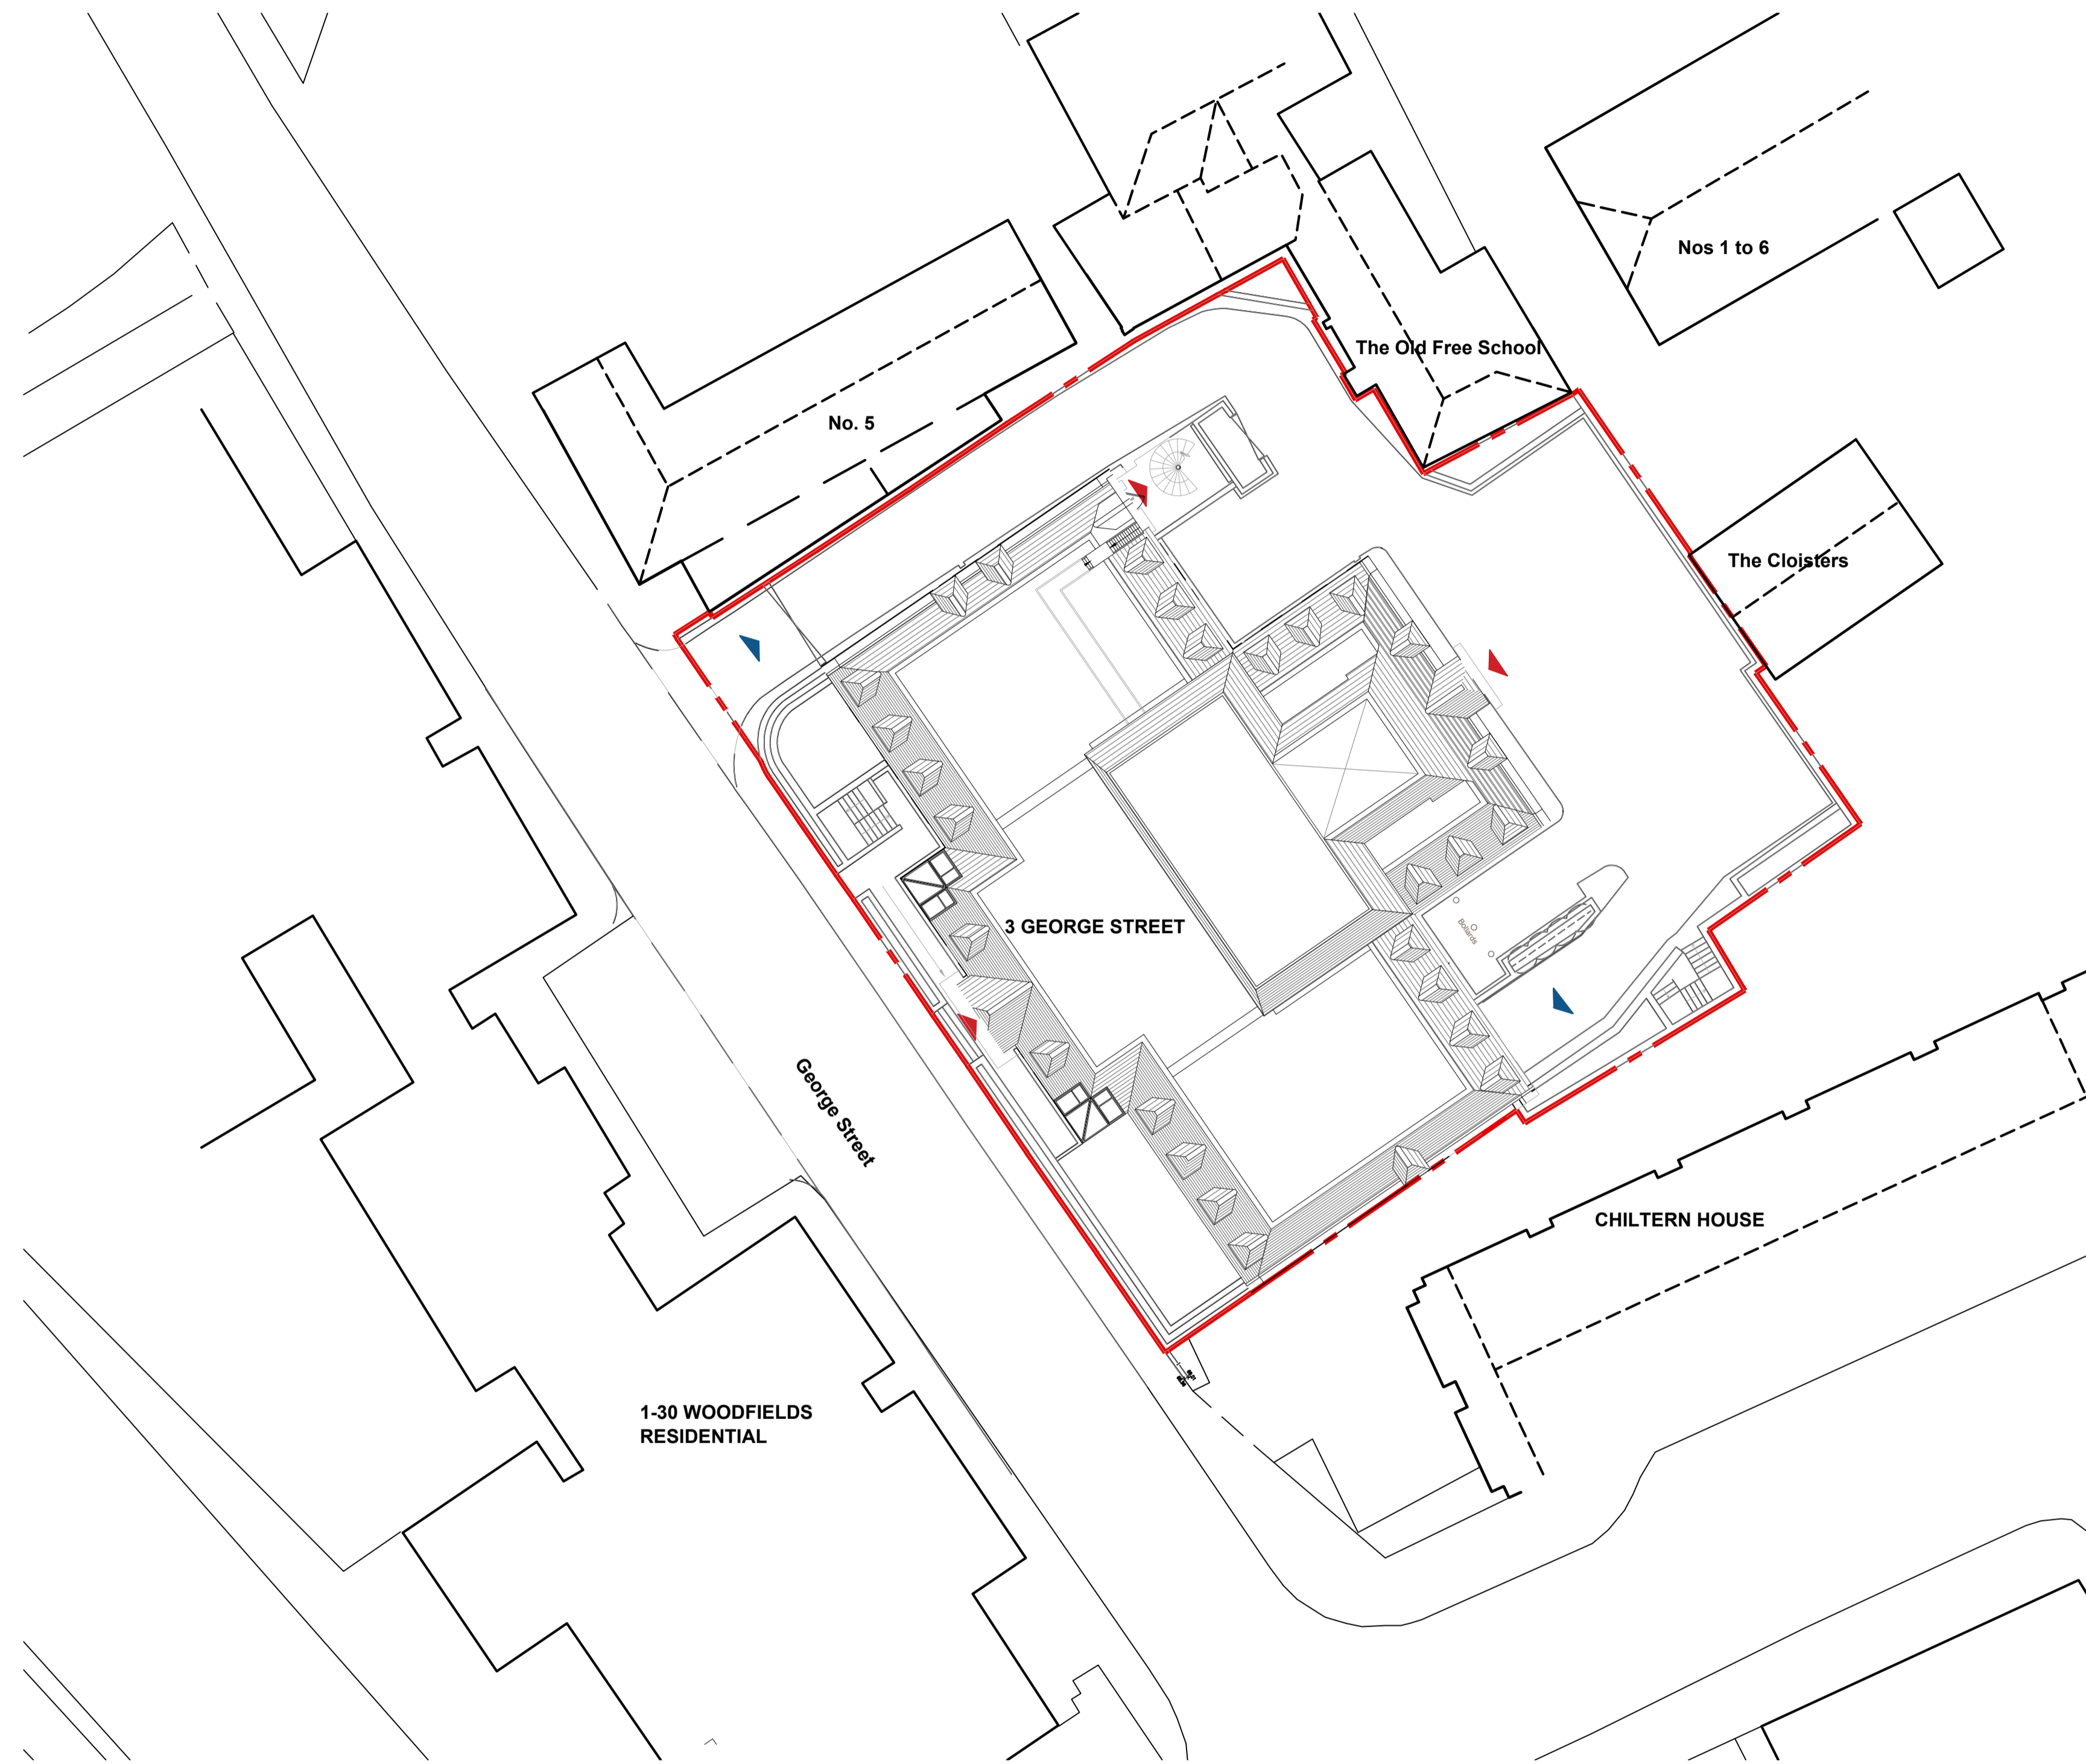 Nos 1 to 6
The Old Free School
No. 5
The Cloisters
3 GEORGE STREET
Bollards
George Street
CHILTERN HOUSE
1-30 WOODFIELDS
RESIDENTIAL